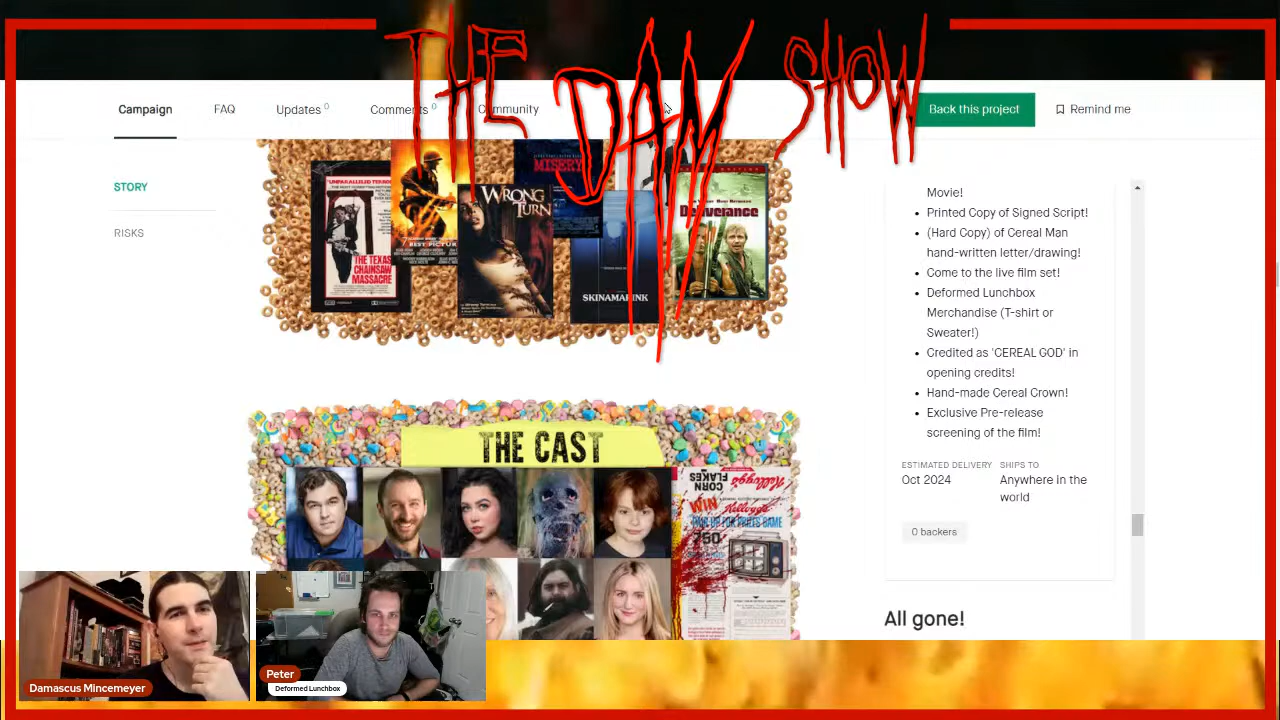 THE DAM SHOW
Campaign
FAQ
Updates 0
Comments 0
Community
Back this project
Remind me
STORY
RISKS
THE TEXAS
CHAINSAW
MASSACRE
BEST PICTURE
WRONG
TURN
MISERY
SKINAMARINK
Deliverance
THE CAST
Kellogg's
CORN
FLAKES
WIN
Kellogg's
750
Movie!
Printed Copy of Signed Script!
(Hard Copy) of Cereal Man
hand-written letter/drawing!
Come to the live film set!
Deformed Lunchbox
Merchandise (T-shirt or
Sweater!)
Credited as 'CEREAL GOD' in
opening credits!
Hand-made Cereal Crown!
Exclusive Pre-release
screening of the film!
ESTIMATED DELIVERY
Oct 2024
SHIPS TO
Anywhere in the
world
0 backers
All gone!
Damascus Mincemeyer
Peter
Deformed Lunchbox